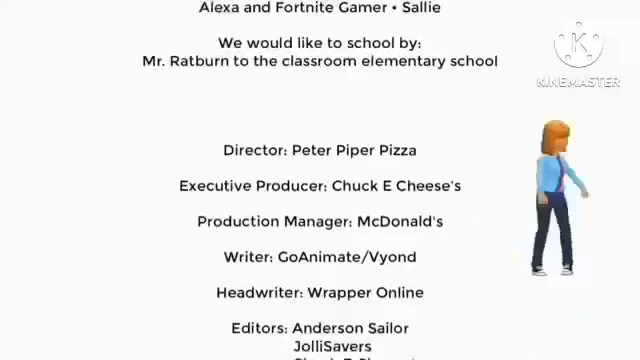 Alexa and Fortnite Gamer • Sallie
We would like to school by:
Mr. Ratburn to the classroom elementary school
KINEMASTER
Director: Peter Piper Pizza
Executive Producer: Chuck E Cheese's
Production Manager: McDonald's
Writer: GoAnimate/Vyond
Headwriter: Wrapper Online
Editors: Anderson Sailor
JolliSavers